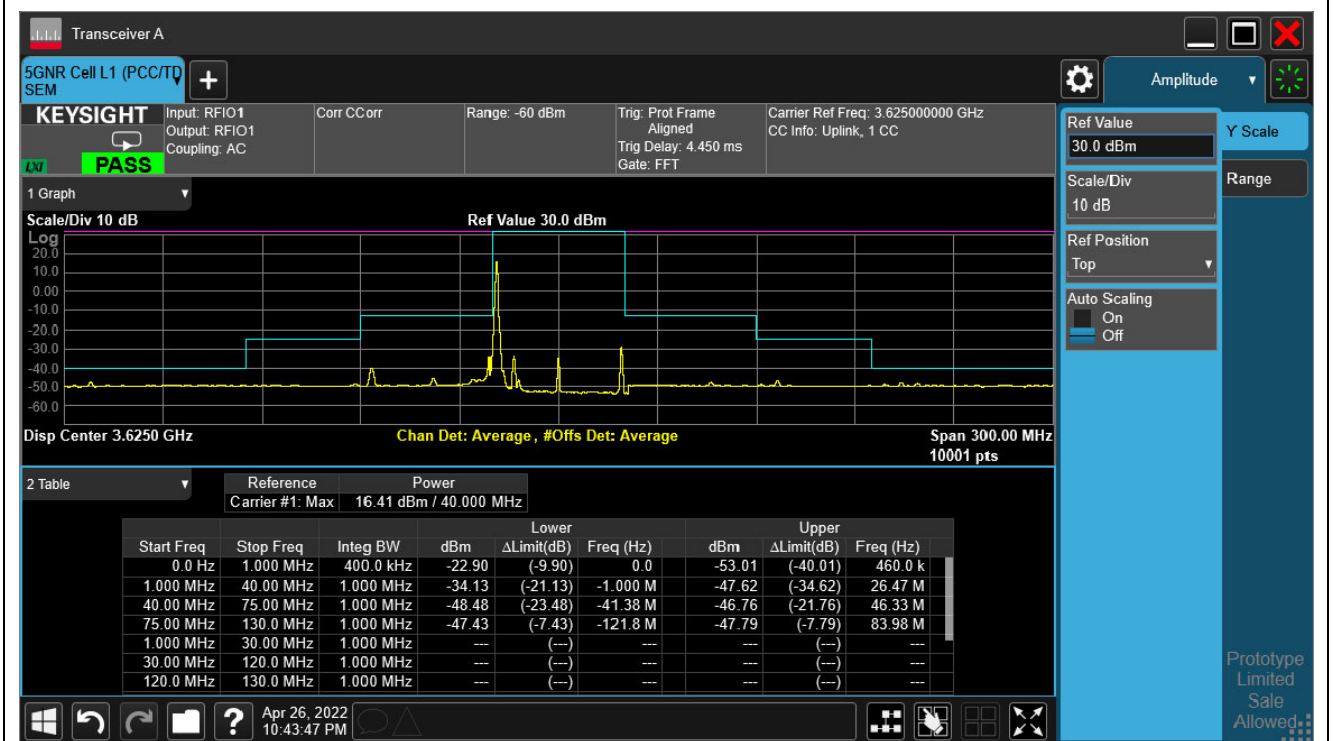 Transceiver A
5GNR Cell L1 (PCC/TD
SEM
+
Amplitude
KEYSIGHT
LXI
PASS
Input: RFIO1
Output: RFIO1
Coupling: AC
Corr CCorr
Range: -60 dBm
Trig: Prot Frame
Aligned
Trig Delay: 4.450 ms
Gate: FFT
Carrier Ref Freq: 3.625000000 GHz
CC Info: Uplink, 1 CC
Ref Value
30.0 dBm
Scale/Div
10 dB
Ref Position
Top
Auto Scaling
On
Off
Y Scale
Range
1 Graph
Scale/Div 10 dB
Ref Value 30.0 dBm
Log
20.0
10.0
0.00
-10.0
-20.0
-30.0
-40.0
-50.0
-60.0
Disp Center 3.6250 GHz
Chan Det: Average , #Offs Det: Average
Span 300.00 MHz
10001 pts
2 Table
Reference Power
Carrier #1: Max 16.41 dBm / 40.000 MHz
Lower Upper
Start Freq Stop Freq Integ BW dBm ΔLimit(dB) Freq (Hz) dBm ΔLimit(dB) Freq (Hz)
0.0 Hz 1.000 MHz 400.0 kHz -22.90 (-9.90) 0.0 -53.01 (-40.01) 460.0 k
1.000 MHz 40.00 MHz 1.000 MHz -34.13 (-21.13) -1.000 M -47.62 (-34.62) 26.47 M
40.00 MHz 75.00 MHz 1.000 MHz -48.48 (-23.48) -41.38 M -46.76 (-21.76) 46.33 M
75.00 MHz 130.0 MHz 1.000 MHz -47.43 (-7.43) -121.8 M -47.79 (-7.79) 83.98 M
1.000 MHz 30.00 MHz 1.000 MHz --- (---) --- --- (---) ---
30.00 MHz 120.0 MHz 1.000 MHz --- (---) --- --- (---) ---
120.0 MHz 130.0 MHz 1.000 MHz --- (---) --- --- (---) ---
Prototype
Limited
Sale
Allowed
?
Apr 26, 2022
10:43:47 PM